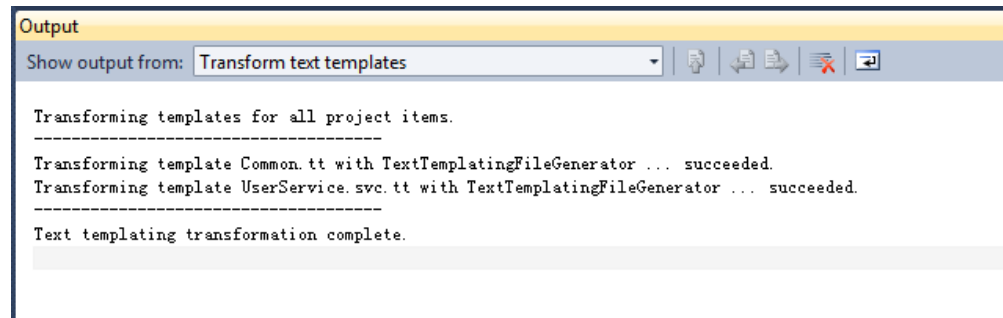 Output
Show output from: Transform text templates
Transforming templates for all project items.
-------------------------------------
Transforming template Common.tt with TextTemplatingFileGenerator ... succeeded.
Transforming template UserService.svc.tt with TextTemplatingFileGenerator ... succeeded.
-------------------------------------
Text templating transformation complete.